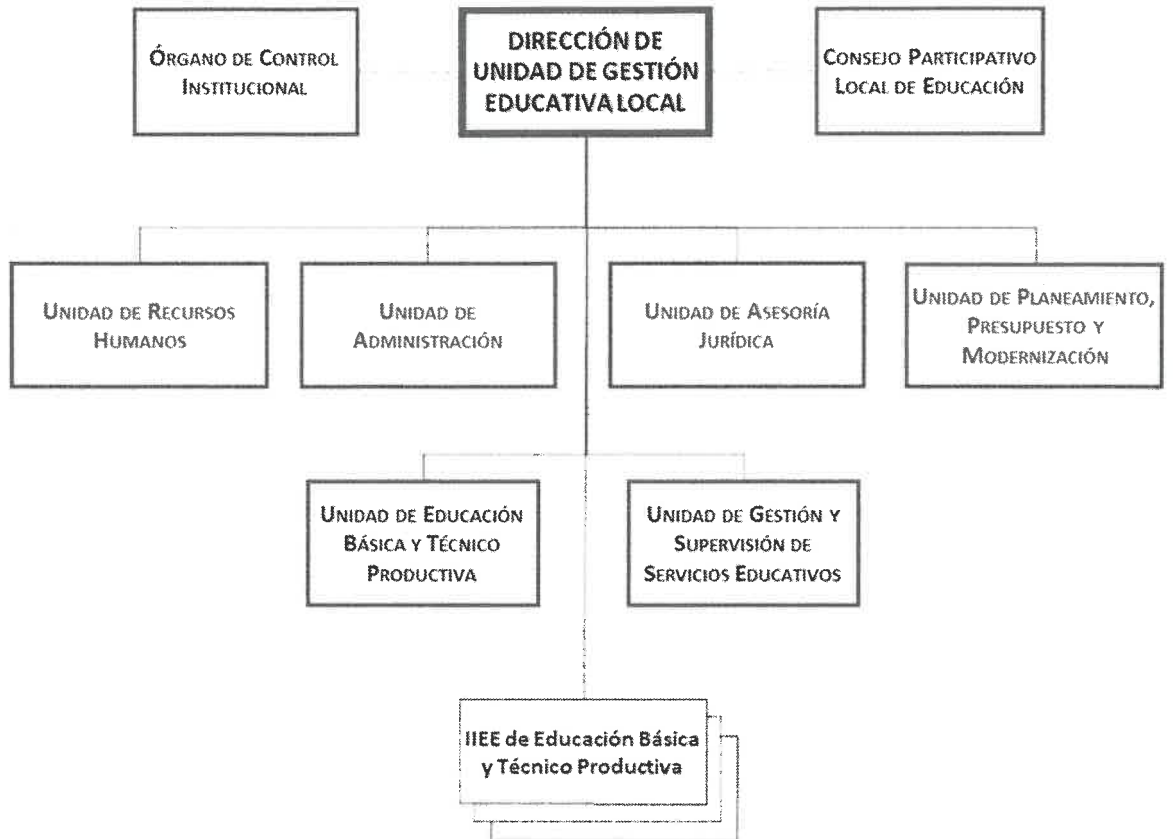 ÓRGANO DE CONTROL
INSTITUCIONAL
DIRECCIÓN DE
UNIDAD DE GESTIÓN
EDUCATIVA LOCAL
CONSEJO PARTICIPATIVO
LOCAL DE EDUCACIÓN
UNIDAD DE RECURSOS
HUMANOS
UNIDAD DE
ADMINISTRACIÓN
UNIDAD DE ASESORÍA
JURÍDICA
UNIDAD DE PLANEAMIENTO,
PRESUPUESTO Y
MODERNIZACIÓN
UNIDAD DE EDUCACIÓN
BÁSICA Y TÉCNICO
PRODUCTIVA
UNIDAD DE GESTIÓN Y
SUPERVISIÓN DE
SERVICIOS EDUCATIVOS
IIEE de Educación Básica
y Técnico Productiva